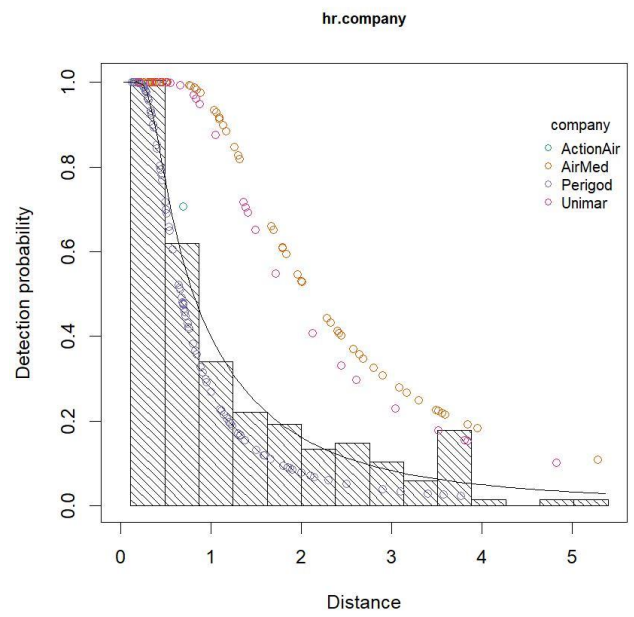 hr.company
1.0
0.8
0.6
0.4
0.2
0.0
Detection probability
company
ActionAir
AirMed
Perigod
Unimar
0 1 2 3 4 5
Distance